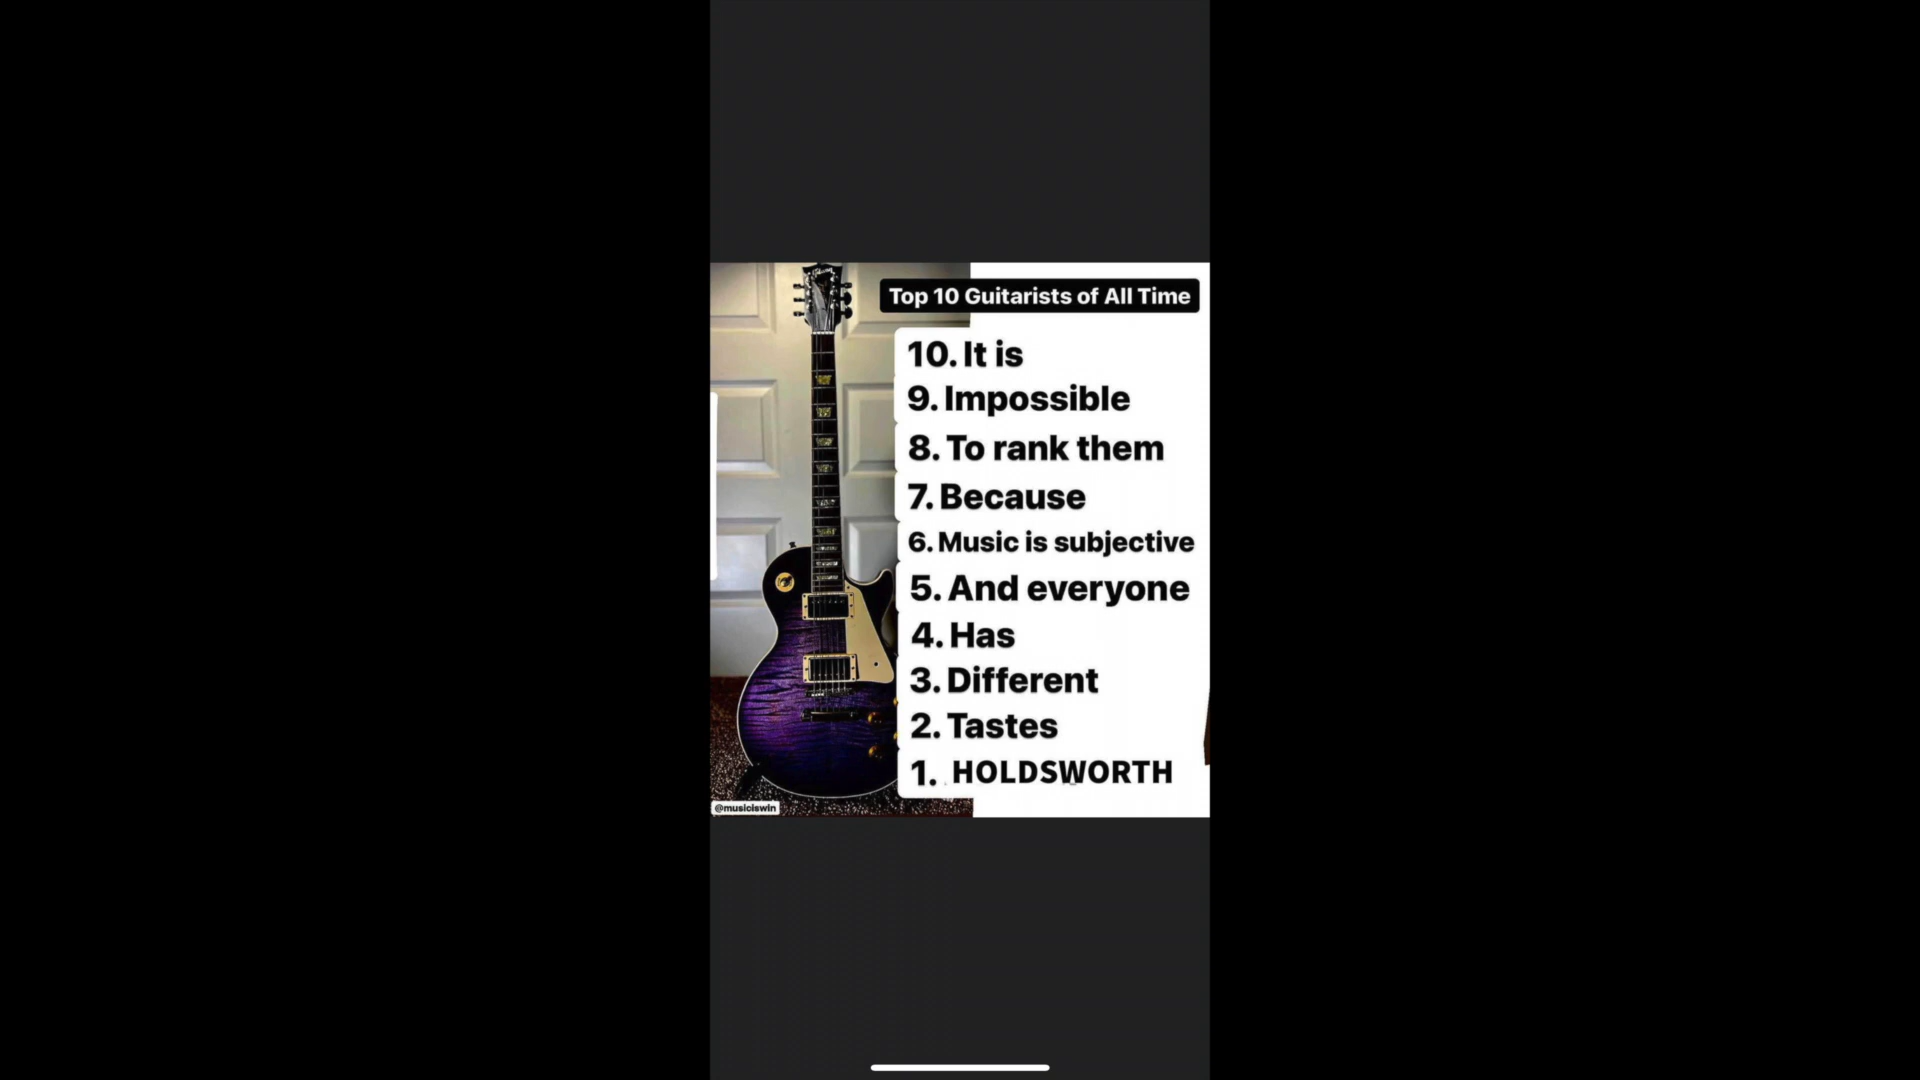 Top 10 Guitarists of All Time
10. It is
9. Impossible
8. To rank them
7. Because
6. Music is subjective
5. And everyone
4. Has
3. Different
2. Tastes
1. HOLDSWORTH
@musiciswin